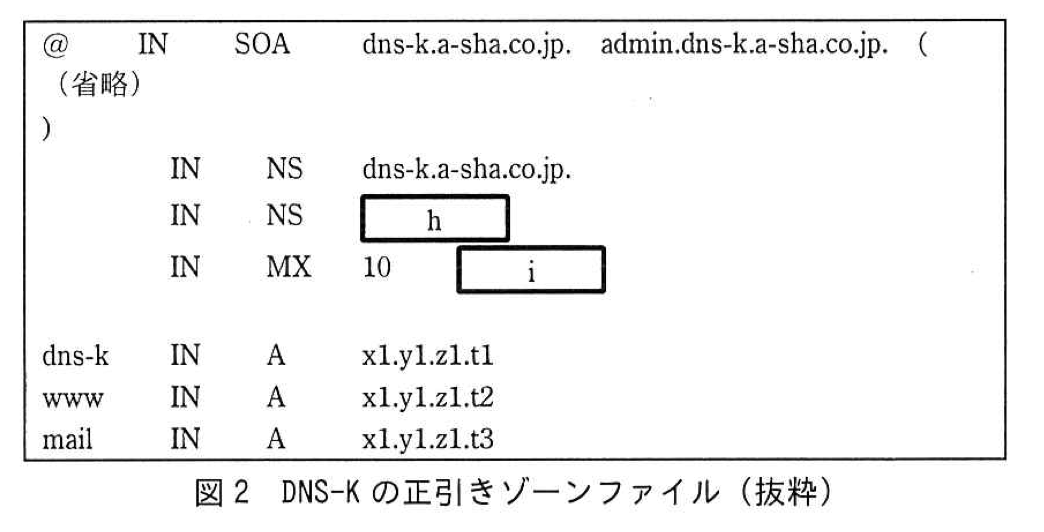 @ IN SOA dns-k.a-sha.co.jp. admin.dns-k.a-sha.co.jp. (
（省略）
)
IN NS dns-k.a-sha.co.jp.
IN NS h
IN MX 10 i
dns-k IN A x1.y1.z1.t1
www IN A x1.y1.z1.t2
mail IN A x1.y1.z1.t3
図2 DNS-Kの正引きゾーンファイル（抜粋）